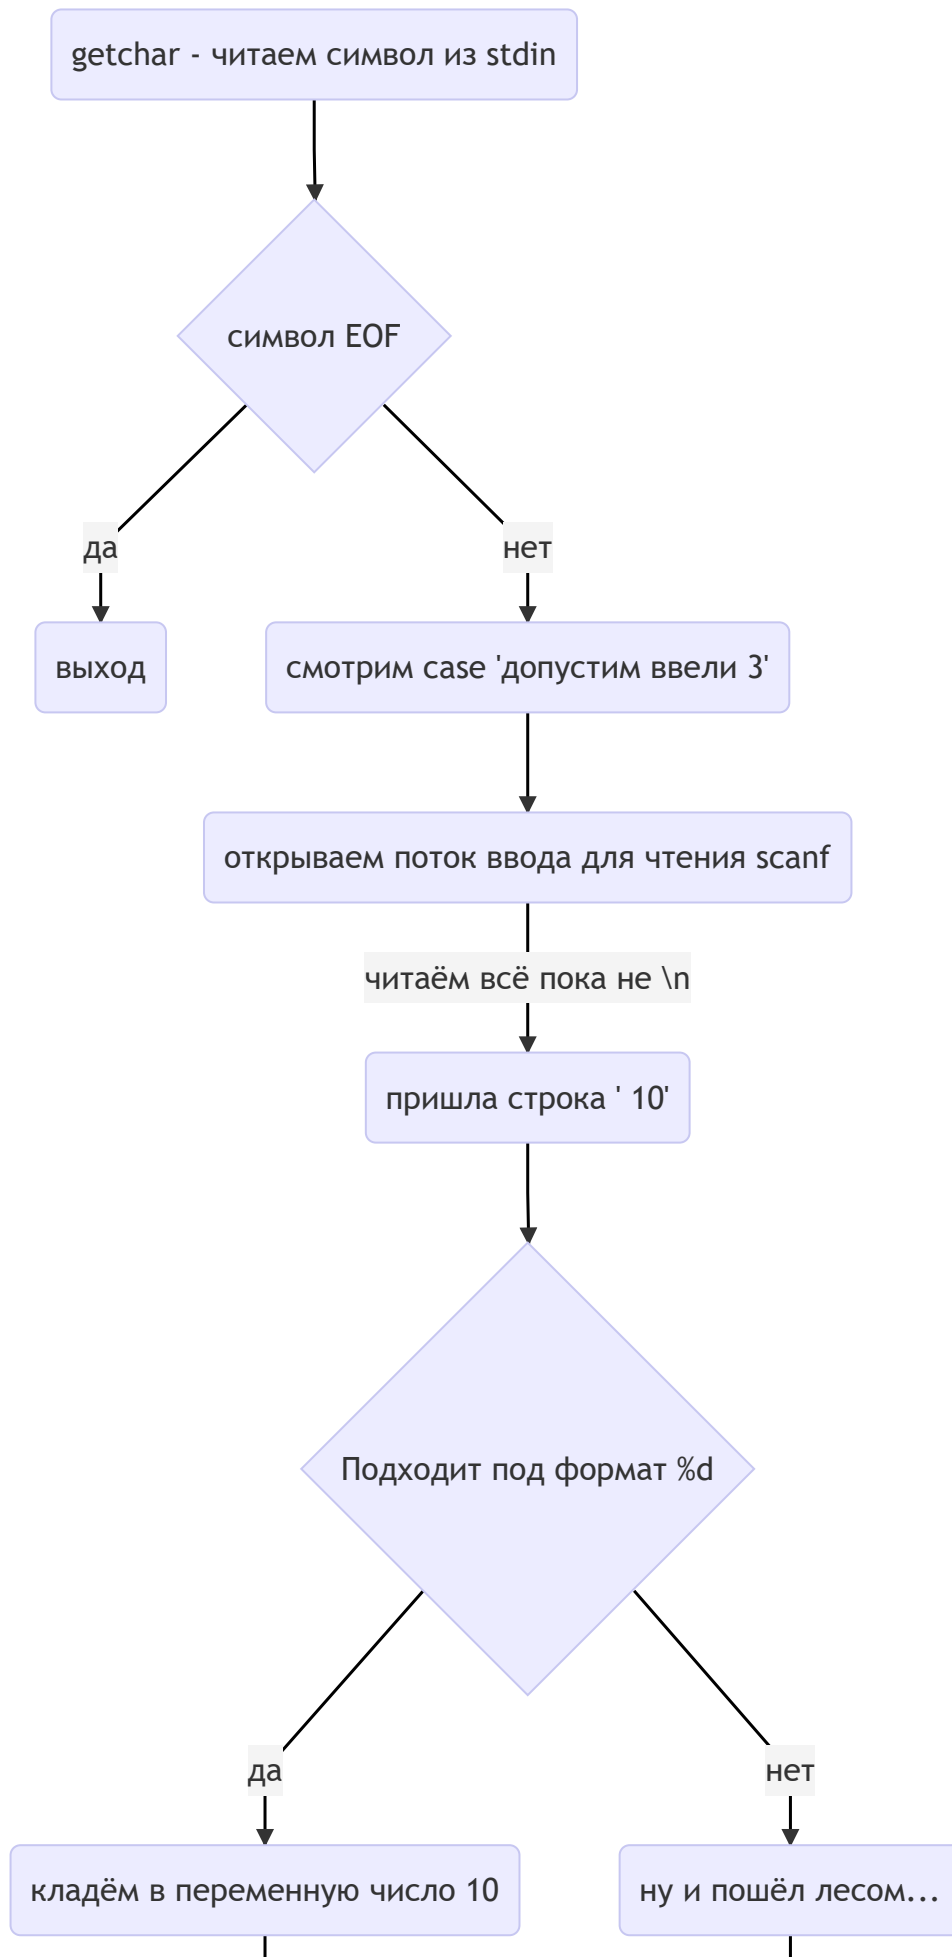 getchar - читаем символ из stdin
символ EOF
да
нет
выход
смотрим case 'допустим ввели 3'
открываем поток ввода для чтения scanf
читаём всё пока не \n
пришла строка ' 10'
Подходит под формат %d
да
нет
кладём в переменную число 10
ну и пошёл лесом...